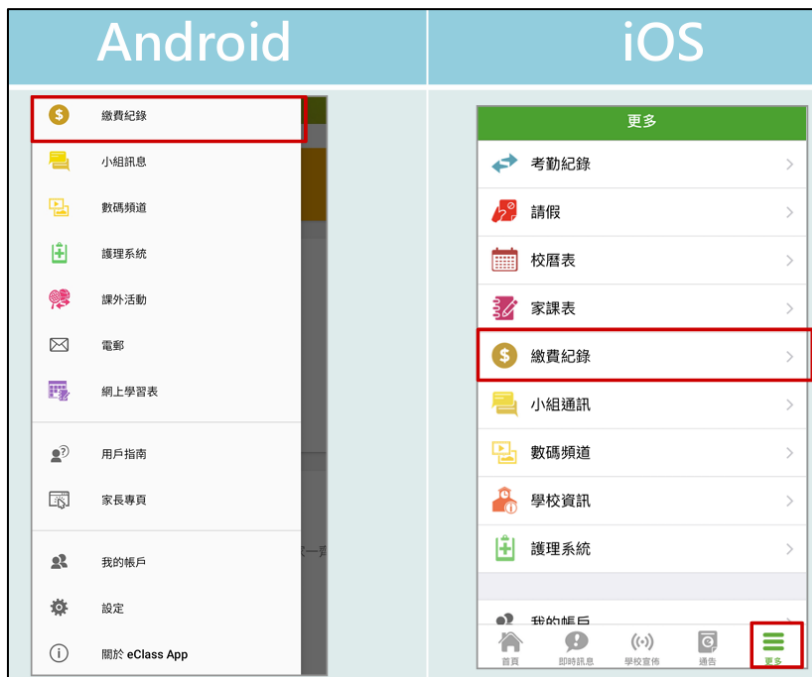 Android
iOS
繳費紀錄
小組訊息
數碼頻道
護理系統
課外活動
電郵
網上學習表
用戶指南
家長專頁
我的帳戶
設定
關於 eClass App
更多
考勤紀錄
請假
校曆表
家課表
繳費紀錄
小組通訊
數碼頻道
學校資訊
護理系統
我的帳戶
首頁 即時訊息 學校宣佈 通告 更多